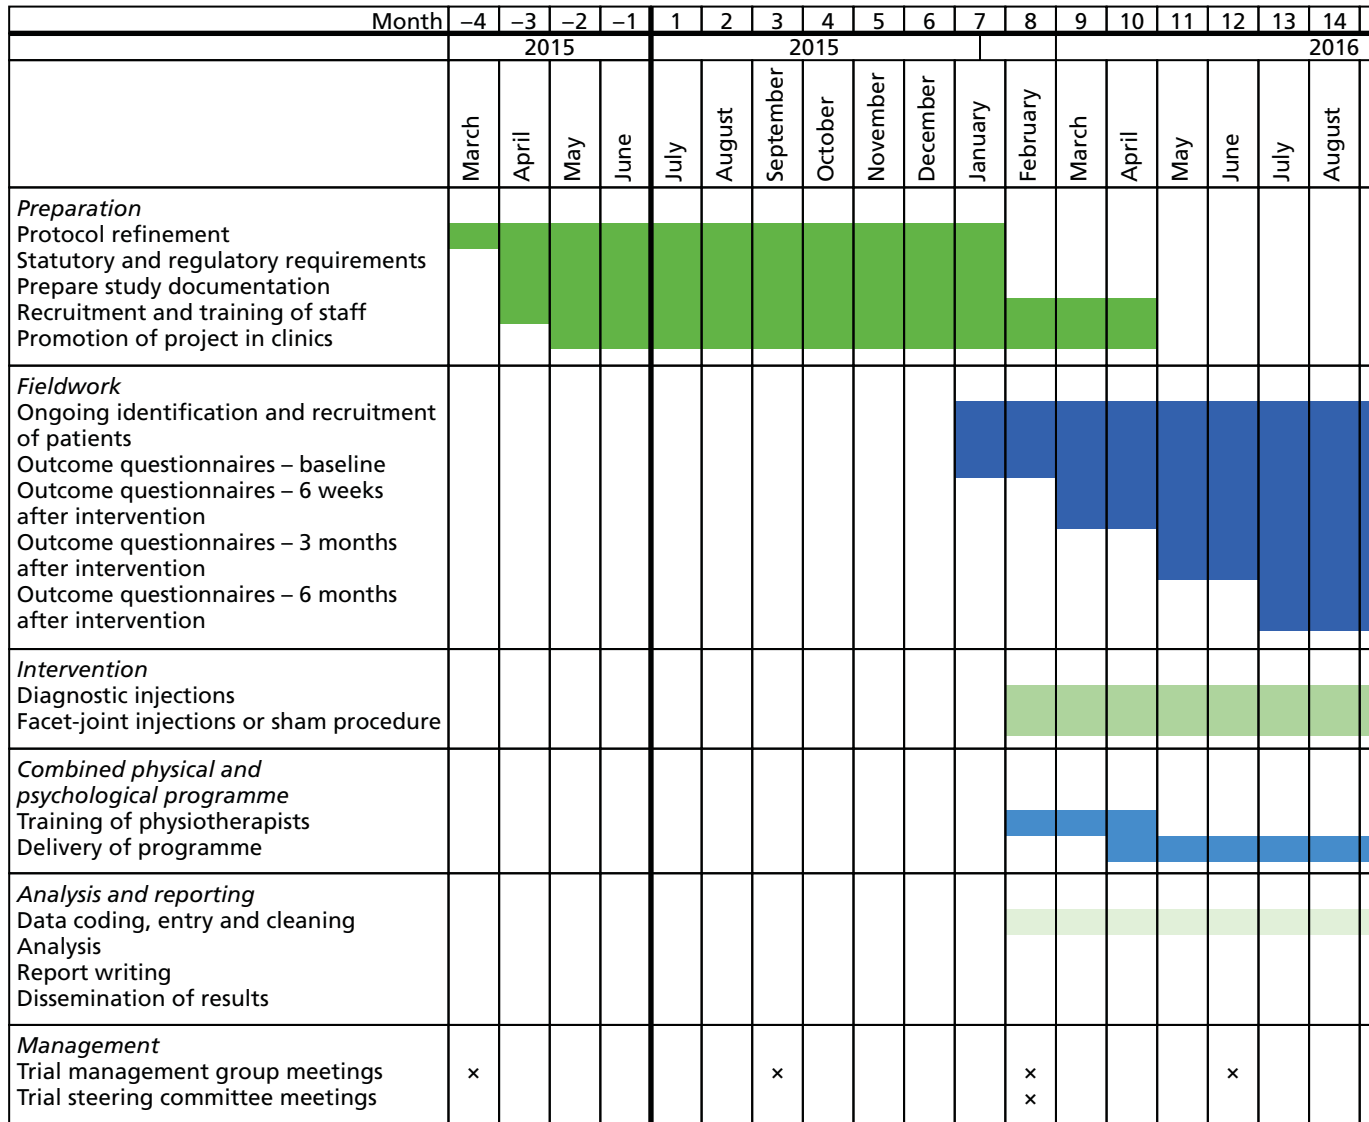 Month –4 –3 –2 –1 1 2 3 4 5 6 7 8 9 10 11 12 13 14
2015 2015 2016
March April May June July August September October November December January February March April May June July August
Preparation
Protocol refinement
Statutory and regulatory requirements
Prepare study documentation
Recruitment and training of staff
Promotion of project in clinics
Fieldwork
Ongoing identification and recruitment
of patients
Outcome questionnaires – baseline
Outcome questionnaires – 6 weeks
after intervention
Outcome questionnaires – 3 months
after intervention
Outcome questionnaires – 6 months
after intervention
Intervention
Diagnostic injections
Facet-joint injections or sham procedure
Combined physical and
psychological programme
Training of physiotherapists
Delivery of programme
Analysis and reporting
Data coding, entry and cleaning
Analysis
Report writing
Dissemination of results
Management
Trial management group meetings × × × ×
Trial steering committee meetings ×